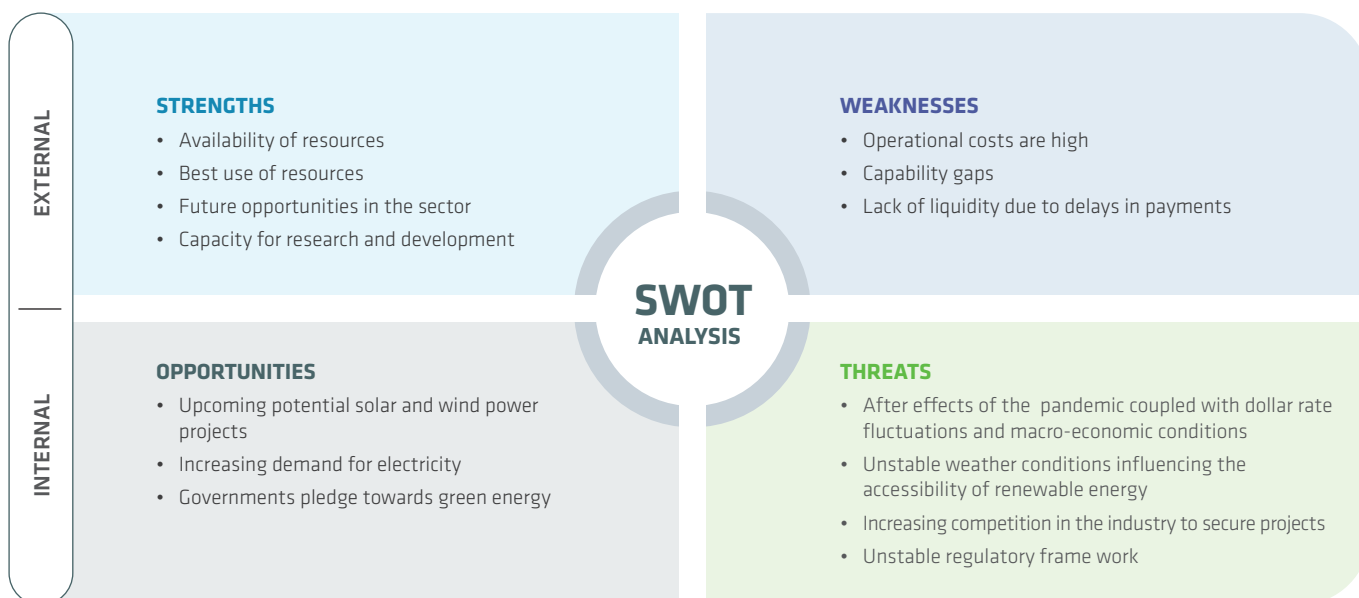 EXTERNAL
STRENGTHS
• Availability of resources
• Best use of resources
• Future opportunities in the sector
• Capacity for research and development
WEAKNESSES
• Operational costs are high
• Capability gaps
• Lack of liquidity due to delays in payments
SWOT
ANALYSIS
INTERNAL
OPPORTUNITIES
• Upcoming potential solar and wind power
projects
• Increasing demand for electricity
• Governments pledge towards green energy
THREATS
• After effects of the pandemic coupled with dollar rate
fluctuations and macro-economic conditions
• Unstable weather conditions influencing the
accessibility of renewable energy
• Increasing competition in the industry to secure projects
• Unstable regulatory frame work